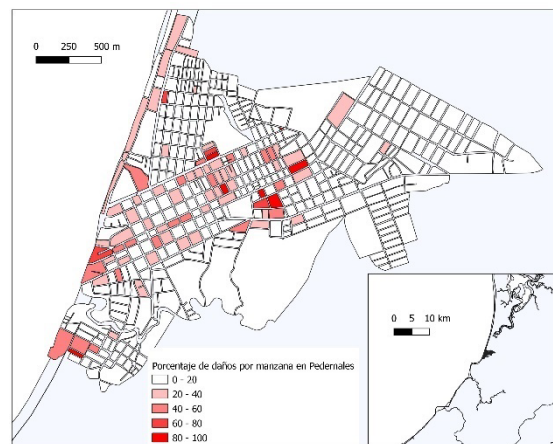 0 250 500 m
0 5 10 km
Porcentaje de daños por manzana en Pedernales
0 - 20
20 - 40
40 - 60
60 - 80
80 - 100